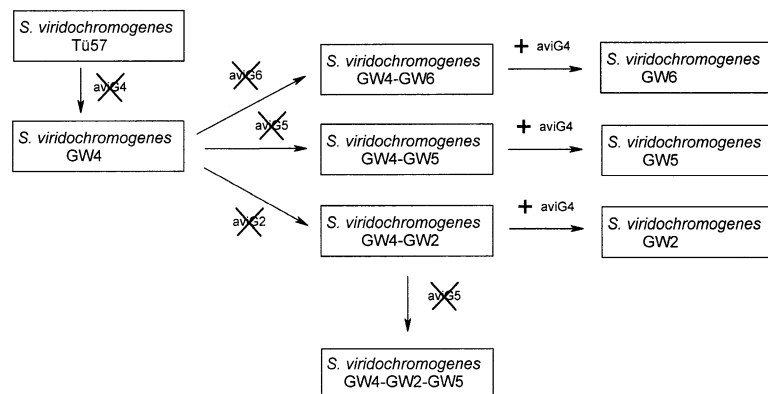 S. viridochromogenes
Tü57
aviG4
S. viridochromogenes
GW4
aviG6
aviG5
aviG2
S. viridochromogenes
GW4-GW6
+ aviG4
S. viridochromogenes
GW6
S. viridochromogenes
GW4-GW5
+ aviG4
S. viridochromogenes
GW5
S. viridochromogenes
GW4-GW2
+ aviG4
S. viridochromogenes
GW2
aviG5
S. viridochromogenes
GW4-GW2-GW5